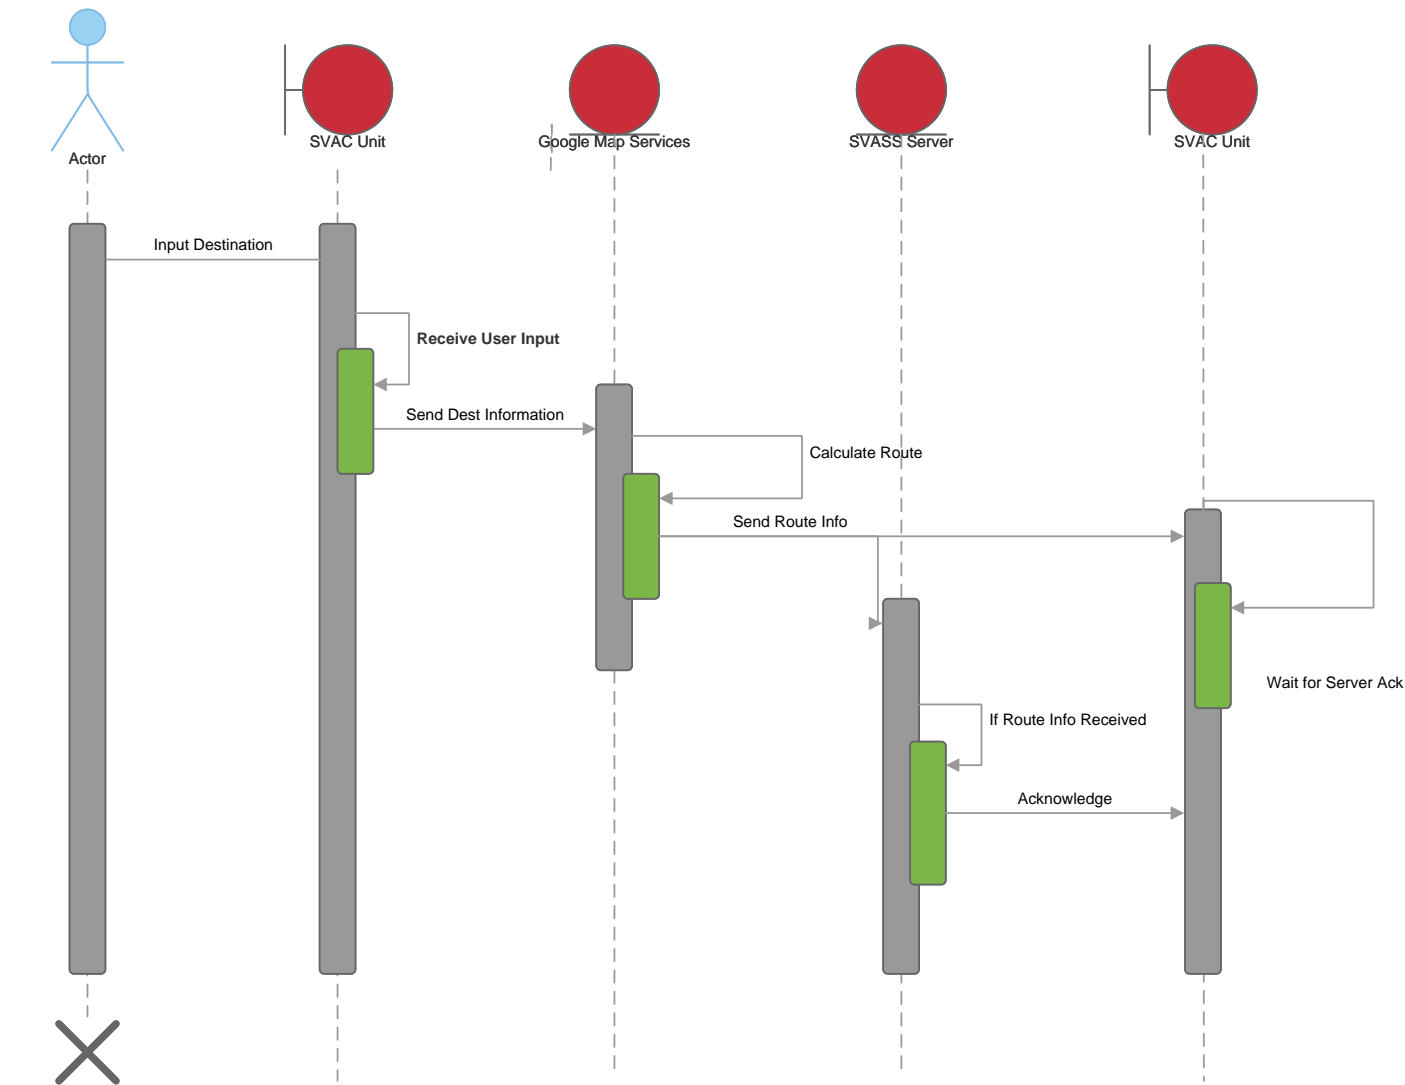 Actor
SVAC Unit
Google Map Services
SVASS Server
SVAC Unit
Input Destination
Receive User Input
Send Dest Information
Calculate Route
Send Route Info
Wait for Server Ack
If Route Info Received
Acknowledge